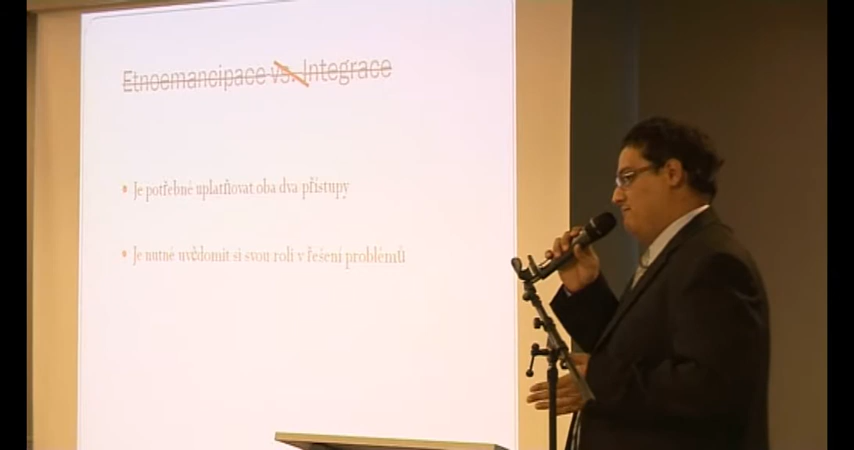 Etnoemancipace vs. Integrace
Je potřebné uplatňovat oba dva přístupy
Je nutné uvědomit si svou roli v řešení problémů